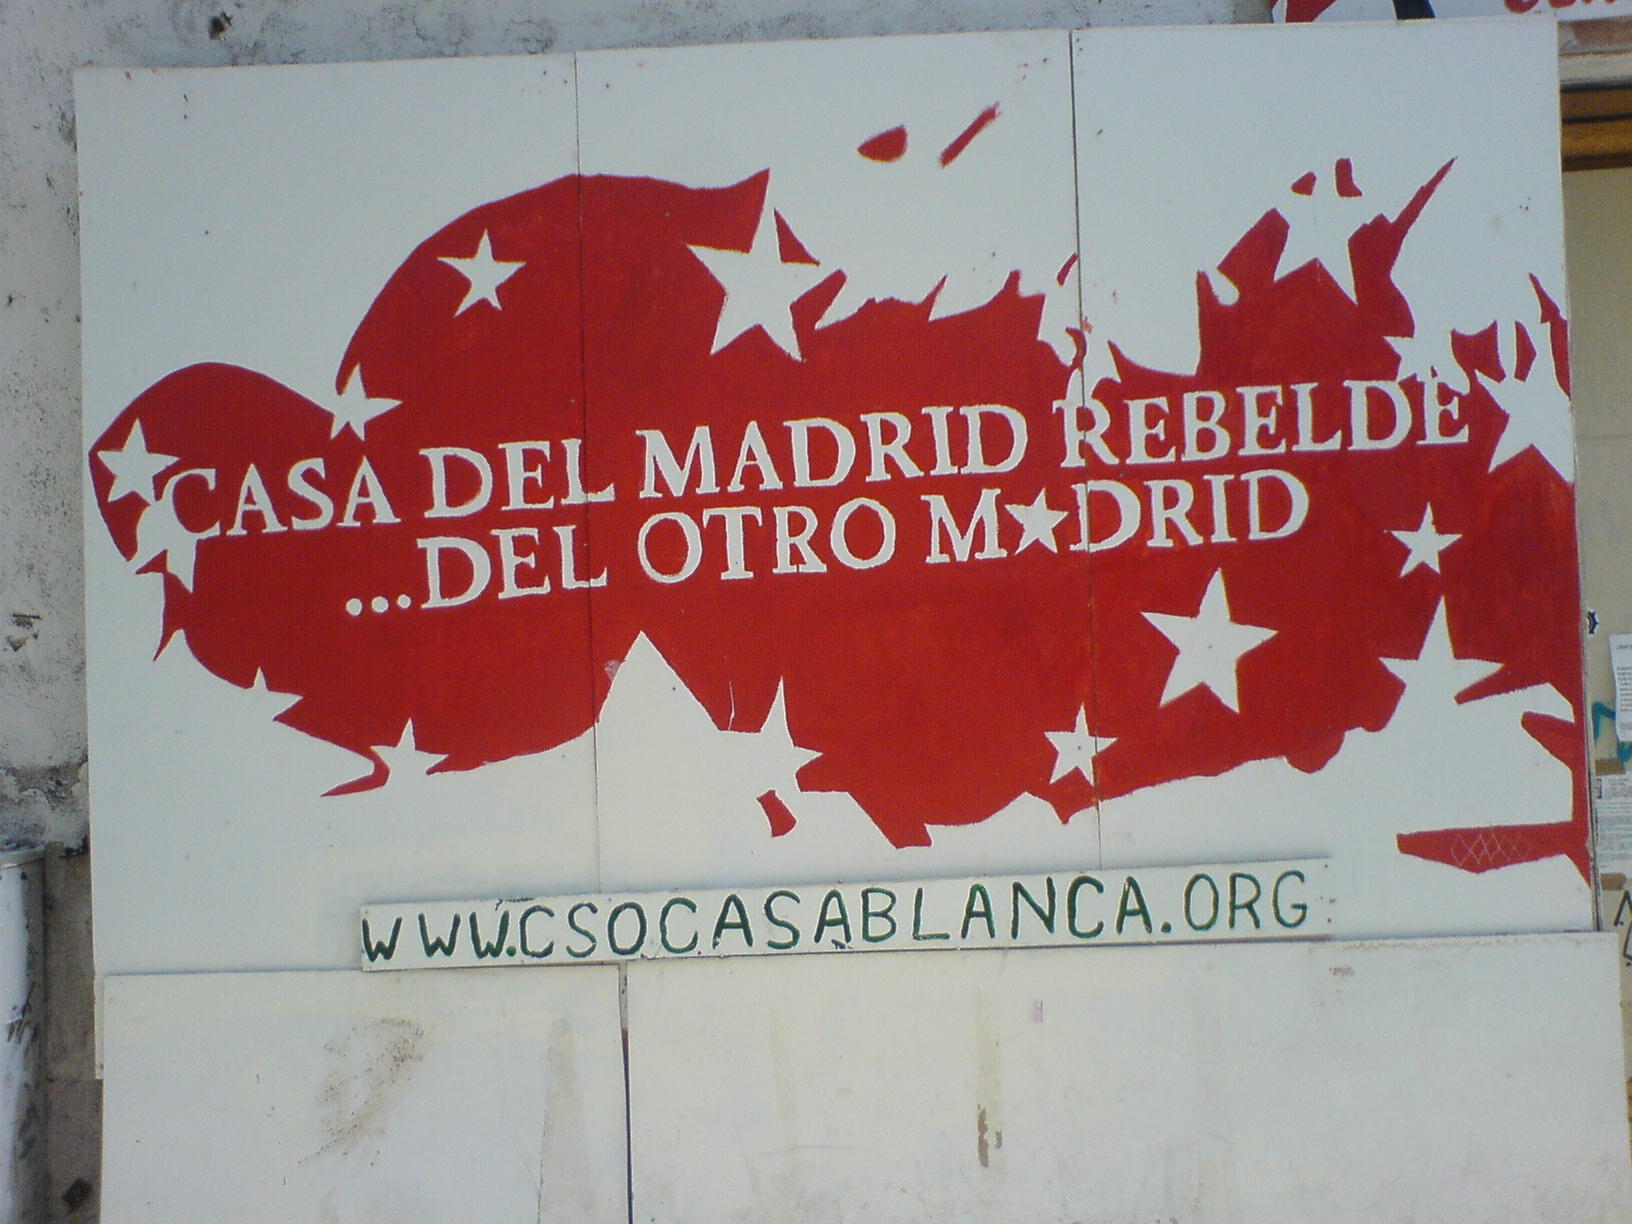 CASA DEL MADRID REBELDE
...DEL OTRO M★DRID
WWW.CSOCASABLANCA.ORG